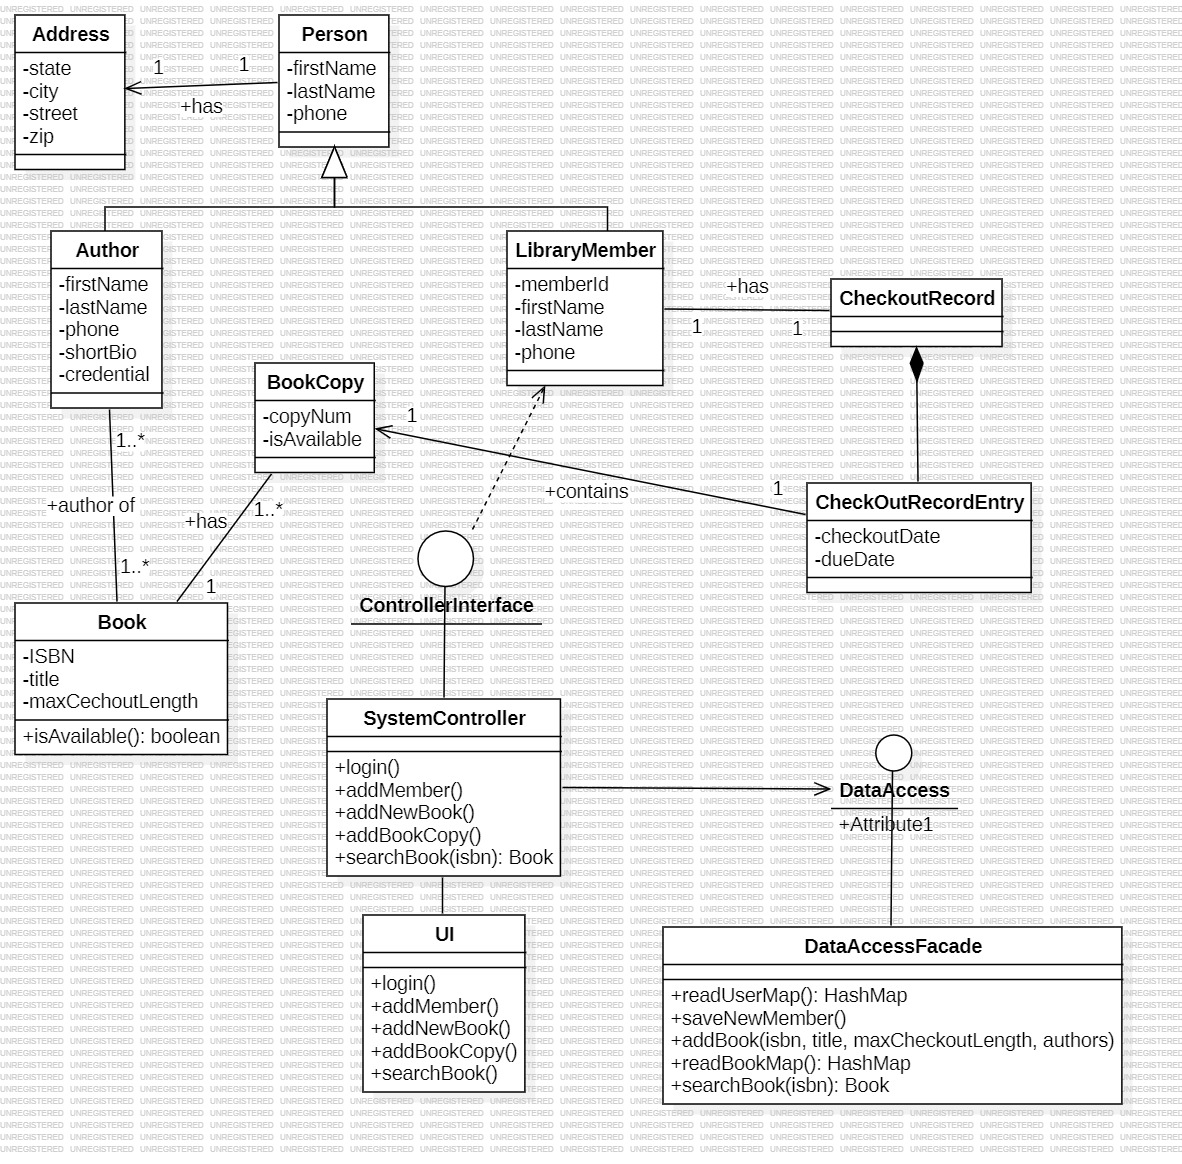 Address
-state
-city
-street
-zip
Person
-firstName
-lastName
-phone
1
1
+has
Author
-firstName
-lastName
-phone
-shortBio
-credential
LibraryMember
-memberId
-firstName
-lastName
-phone
+has
1
1
CheckoutRecord
BookCopy
-copyNum
-isAvailable
1
+contains
1
CheckOutRecordEntry
-checkoutDate
-dueDate
1..*
+author of
1..*
+has
1..*
1
Book
-ISBN
-title
-maxCechoutLength
+isAvailable(): boolean
ControllerInterface
SystemController
+login()
+addMember()
+addNewBook()
+addBookCopy()
+searchBook(isbn): Book
DataAccess
+Attribute1
UI
+login()
+addMember()
+addNewBook()
+addBookCopy()
+searchBook()
DataAccessFacade
+readUserMap(): HashMap
+saveNewMember()
+addBook(isbn, title, maxCheckoutLength, authors)
+readBookMap(): HashMap
+searchBook(isbn): Book
UNREGISTERED